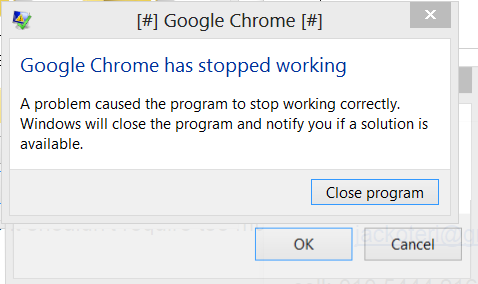 [#] Google Chrome [#]
Google Chrome has stopped working
A problem caused the program to stop working correctly.
Windows will close the program and notify you if a solution is
available.
Close program
OK
Cancel